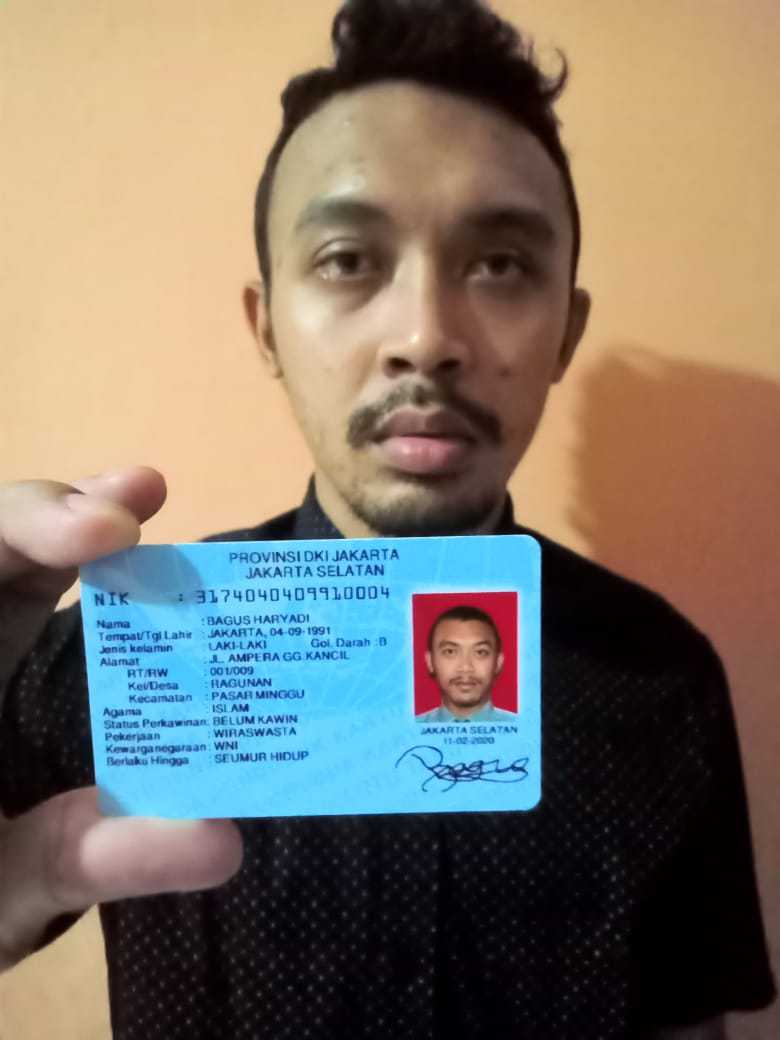 PROVINSI DKI JAKARTA
JAKARTA SELATAN
NIK : 3174040409910004
Nama : BAGUS HARYADI
Tempat/Tgl Lahir : JAKARTA, 04-09-1991
Jenis kelamin : LAKI-LAKI Gol. Darah : B
Alamat : JL. AMPERA GG.KANCIL
RT/RW : 001/009
Kel/Desa : RAGUNAN
Kecamatan : PASAR MINGGU
Agama : ISLAM
Status Perkawinan: BELUM KAWIN
Pekerjaan : WIRASWASTA
Kewarganegaraan : WNI
Berlaku Hingga : SEUMUR HIDUP
JAKARTA SELATAN
11-02-2020